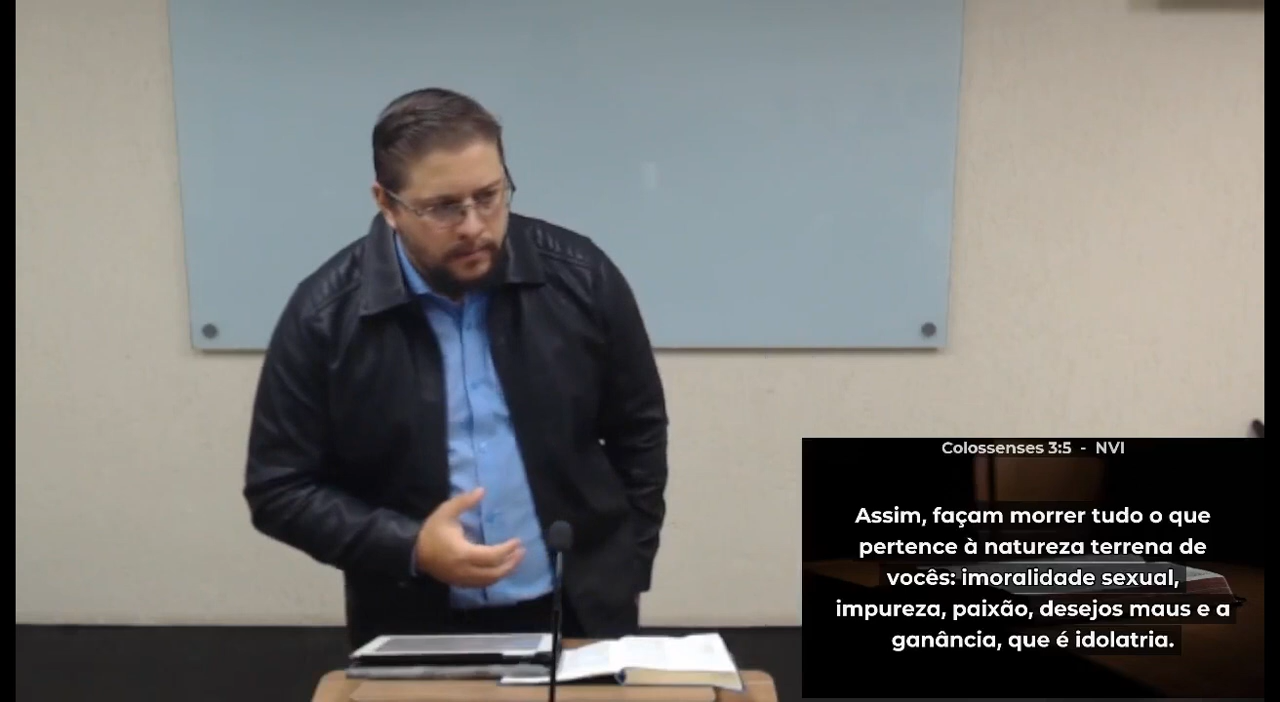 Colossenses 3:5 - NVI
Assim, façam morrer tudo o que
pertence à natureza terrena de
vocês: imoralidade sexual,
impureza, paixão, desejos maus e a
ganância, que é idolatria.